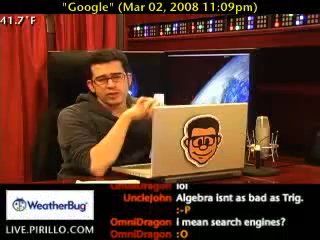 "Google" (Mar 02, 2008 11:09pm)
41.7°F
OmniDragon lol
UncleJohn Algebra isnt as bad as Trig.
:-P
OmniDragon i mean search engines?
OmniDragon :O
WeatherBug
LIVE.PIRILLO.COM